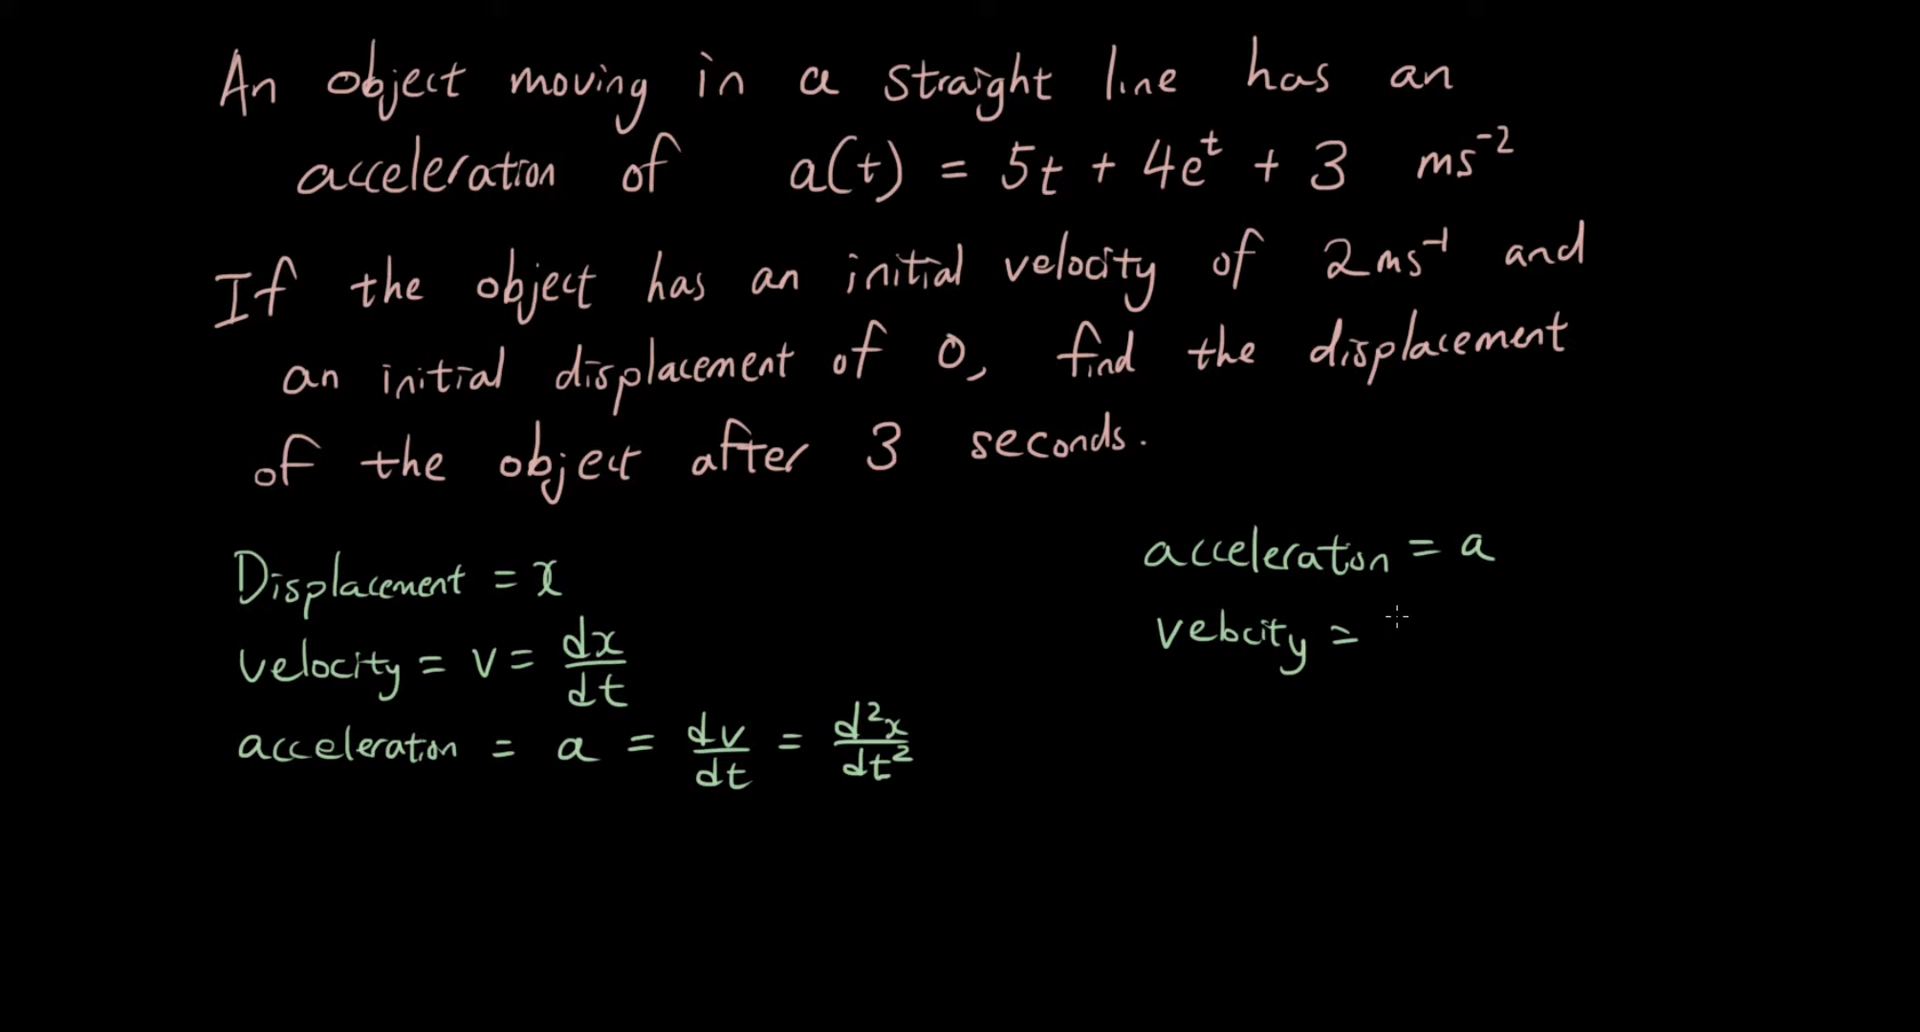 An object moving in a straight line has an
acceleration of a(t) = 5t + 4eᵗ + 3 ms⁻²
If the object has an initial velocity of 2ms⁻¹ and
an initial displacement of 0, find the displacement
of the object after 3 seconds.
Displacement = x
velocity = v = dx/dt
acceleration = a = dv/dt = d²x/dt²
acceleration = a
velocity =